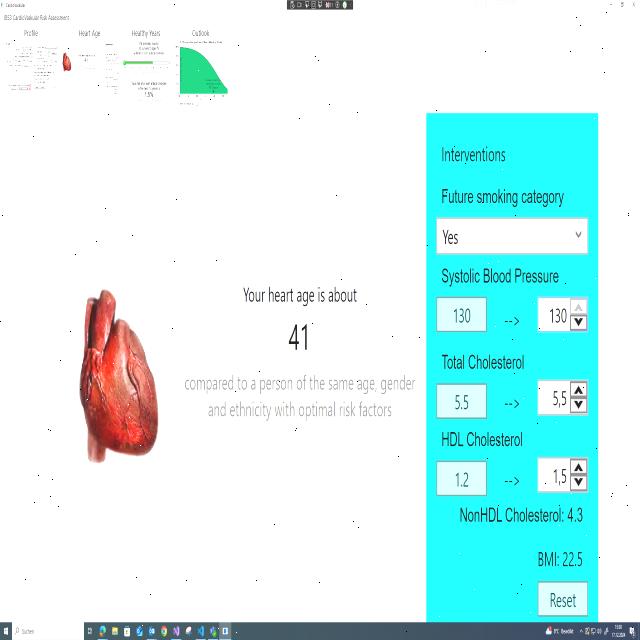 JBS3 CardioVascular Risk Assessment
Profile
Heart Age
Healthy Years
Outlook
Interventions
Future smoking category
Yes
Systolic Blood Pressure
130 --> 130
Total Cholesterol
5.5 --> 5,5
HDL Cholesterol
1.2 --> 1,5
NonHDL Cholesterol: 4.3
BMI: 22.5
Reset
Your heart age is about
41
compared to a person of the same age, gender
and ethnicity with optimal risk factors
Suchen